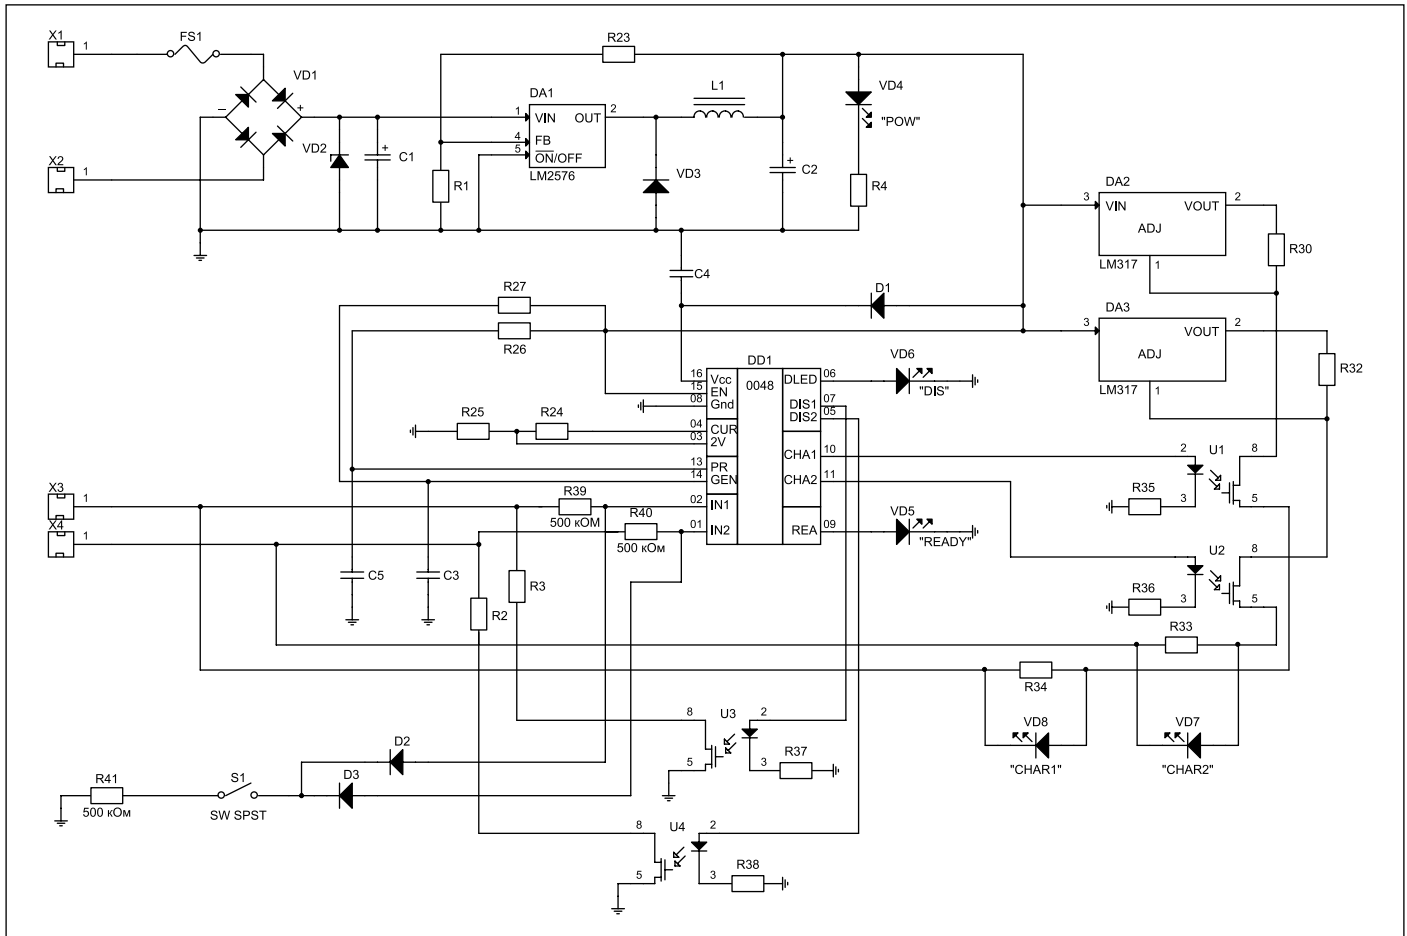 X1
1
FS1
VD1
–
+
X2
1
VD2
+
C1
R23
DA1
1
VIN
OUT
2
4
FB
5
ON/OFF
LM2576
R1
L1
VD3
+
C2
VD4
"POW"
R4
C4
D1
DA2
3
VIN
VOUT
2
ADJ
LM317
1
R30
DA3
3
VOUT
2
ADJ
LM317
1
R32
R27
R26
DD1
0048
16
Vcc
15
EN
08
Gnd
04
CUR
03
2V
13
PR
14
GEN
02
IN1
01
IN2
DLED
06
DIS1
07
DIS2
05
CHA1
10
CHA2
11
REA
09
VD6
"DIS"
VD5
"READY"
R25
R24
X3
1
X4
1
R39
500 кОМ
R40
500 кОм
C5
C3
R3
R2
U1
2
8
3
5
R35
U2
8
3
5
R36
R33
R34
VD8
"CHAR1"
VD7
"CHAR2"
U3
8
2
5
3
R37
D2
D3
R41
500 кОм
S1
SW SPST
U4
8
2
5
3
R38